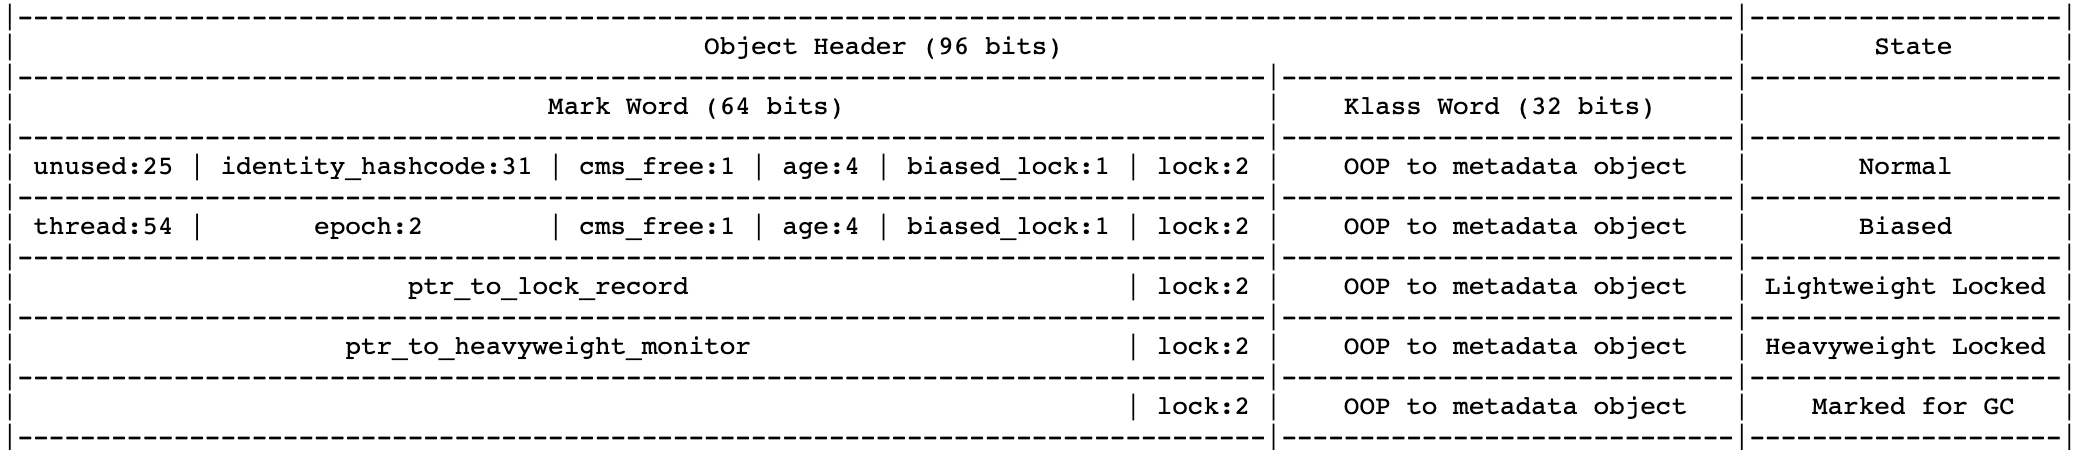 Object Header (96 bits) | State
Mark Word (64 bits) | Klass Word (32 bits) |
unused:25 | identity_hashcode:31 | cms_free:1 | age:4 | biased_lock:1 | lock:2 | OOP to metadata object | Normal
thread:54 | epoch:2 | cms_free:1 | age:4 | biased_lock:1 | lock:2 | OOP to metadata object | Biased
ptr_to_lock_record | lock:2 | OOP to metadata object | Lightweight Locked
ptr_to_heavyweight_monitor | lock:2 | OOP to metadata object | Heavyweight Locked
| lock:2 | OOP to metadata object | Marked for GC